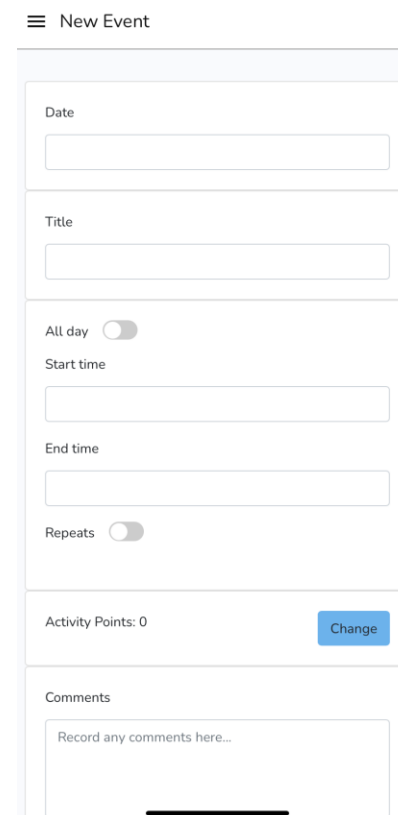 New Event
Date
Title
All day
Start time
End time
Repeats
Activity Points: 0
Change
Comments
Record any comments here...